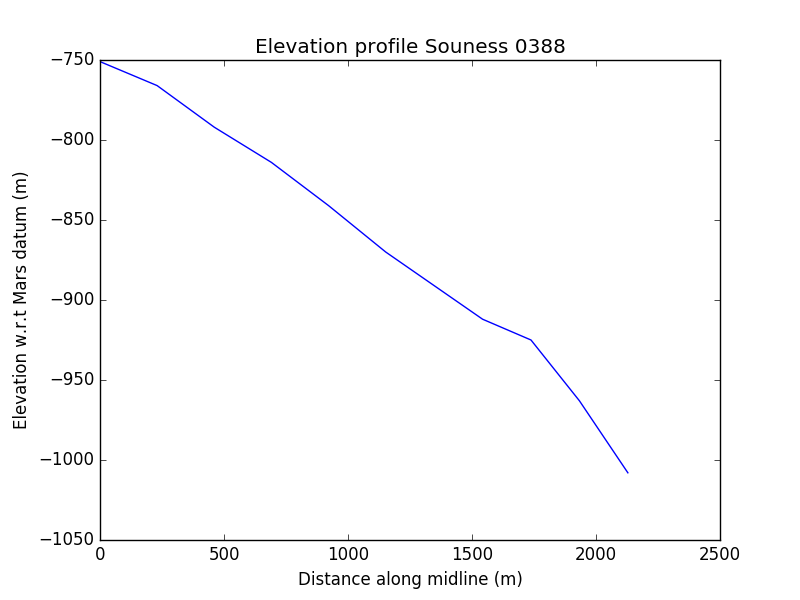 Elevation profile Souness 0388
−750
−800
−850
−900
−950
−1000
−1050
Elevation w.r.t Mars datum (m)
0 500 1000 1500 2000 2500
Distance along midline (m)